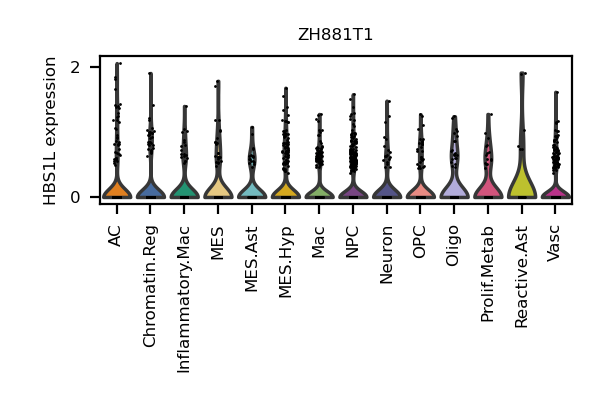 ZH881T1
HBS1L expression
2
0
AC
Chromatin.Reg
Inflammatory.Mac
MES
MES.Ast
MES.Hyp
Mac
NPC
Neuron
OPC
Oligo
Prolif.Metab
Reactive.Ast
Vasc